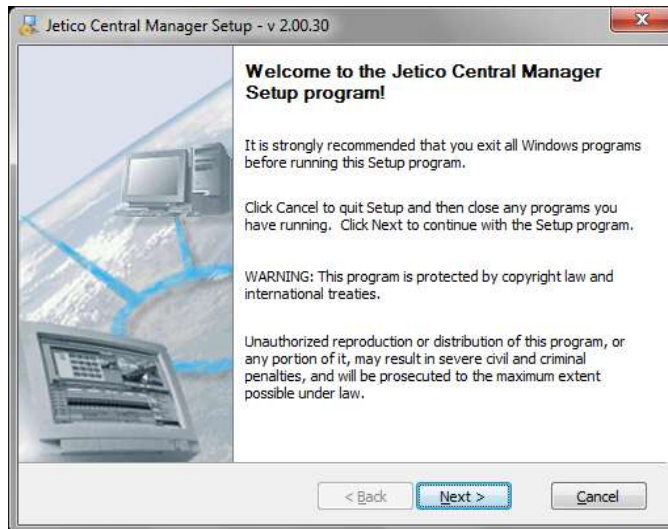 Jetico Central Manager Setup - v 2.00.30
Welcome to the Jetico Central Manager
Setup program!
It is strongly recommended that you exit all Windows programs
before running this Setup program.
Click Cancel to quit Setup and then close any programs you
have running. Click Next to continue with the Setup program.
WARNING: This program is protected by copyright law and
international treaties.
Unauthorized reproduction or distribution of this program, or
any portion of it, may result in severe civil and criminal
penalties, and will be prosecuted to the maximum extent
possible under law.
< Back
Next >
Cancel